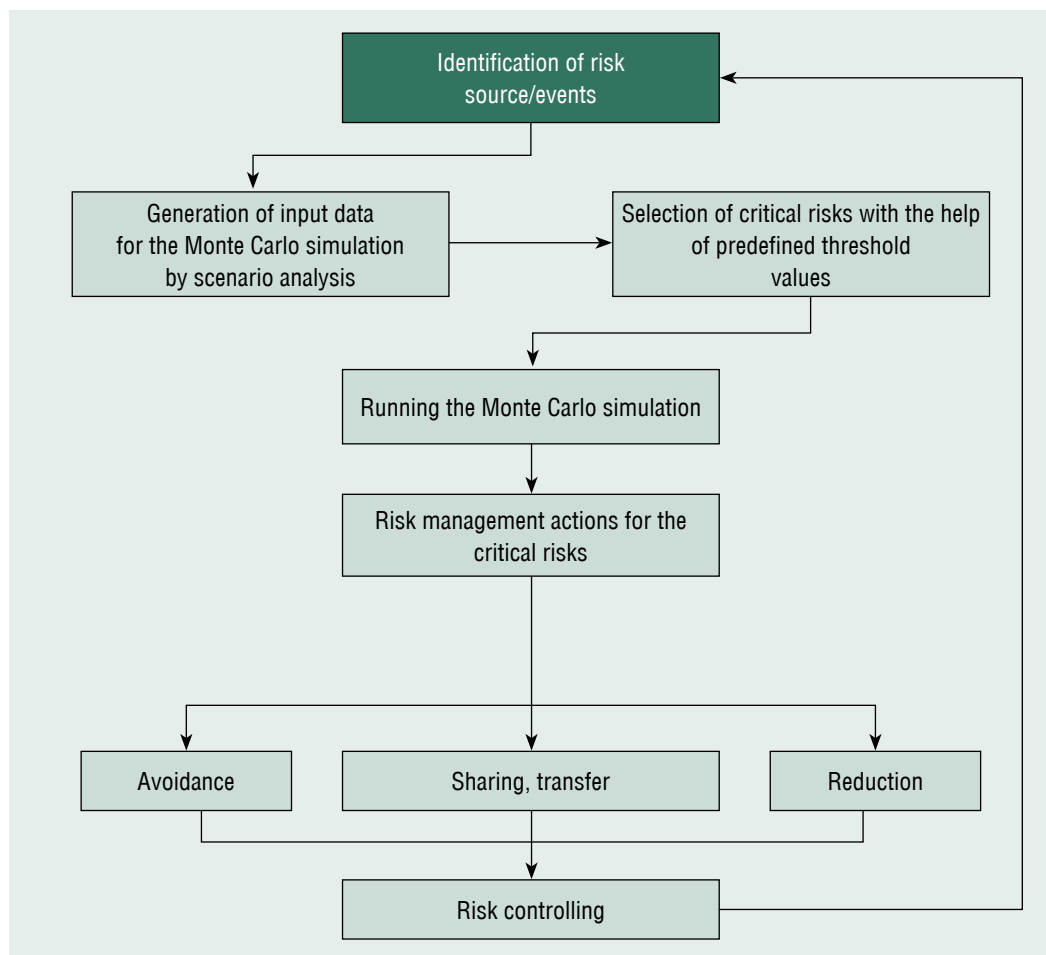 Identification of risk
source/events
Generation of input data
for the Monte Carlo simulation
by scenario analysis
Selection of critical risks with the help
of predefined threshold
values
Running the Monte Carlo simulation
Risk management actions for the
critical risks
Avoidance
Sharing, transfer
Reduction
Risk controlling